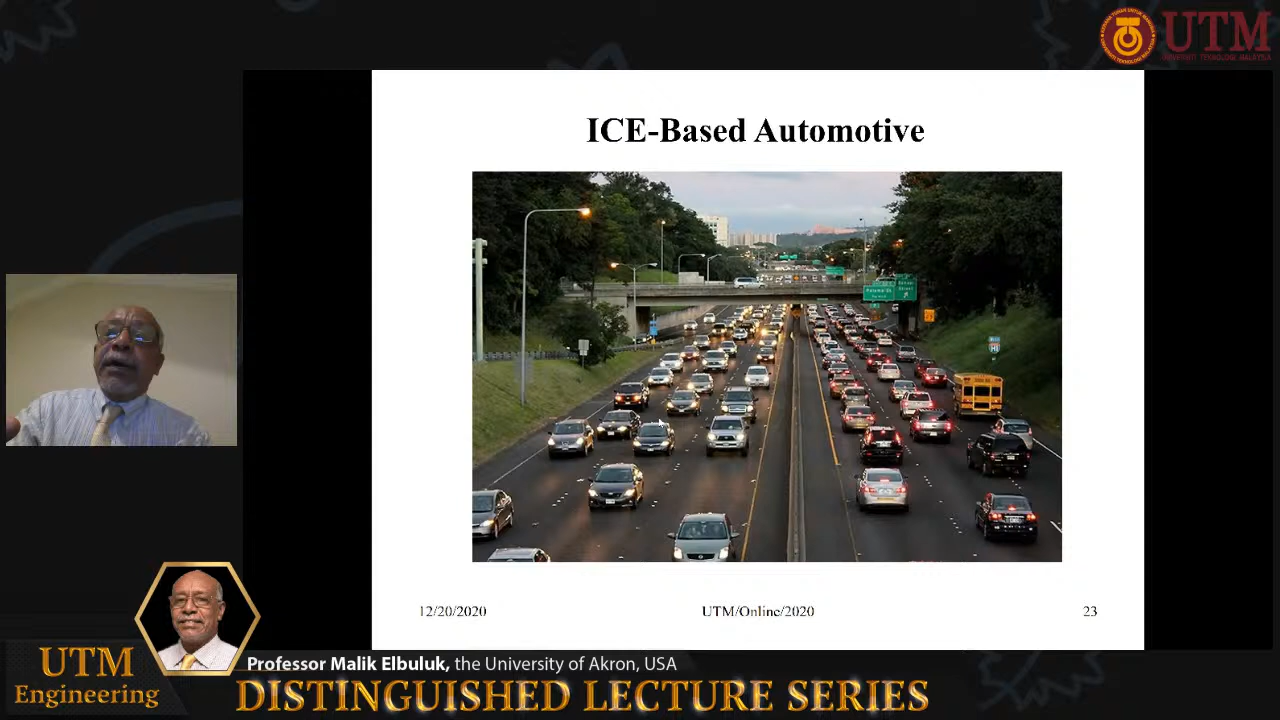 UTM
UNIVERSITI TEKNOLOGI MALAYSIA
ICE-Based Automotive
12/20/2020
UTM/Online/2020
23
UTM
Engineering
Professor Malik Elbuluk, the University of Akron, USA
DISTINGUISHED LECTURE SERIES